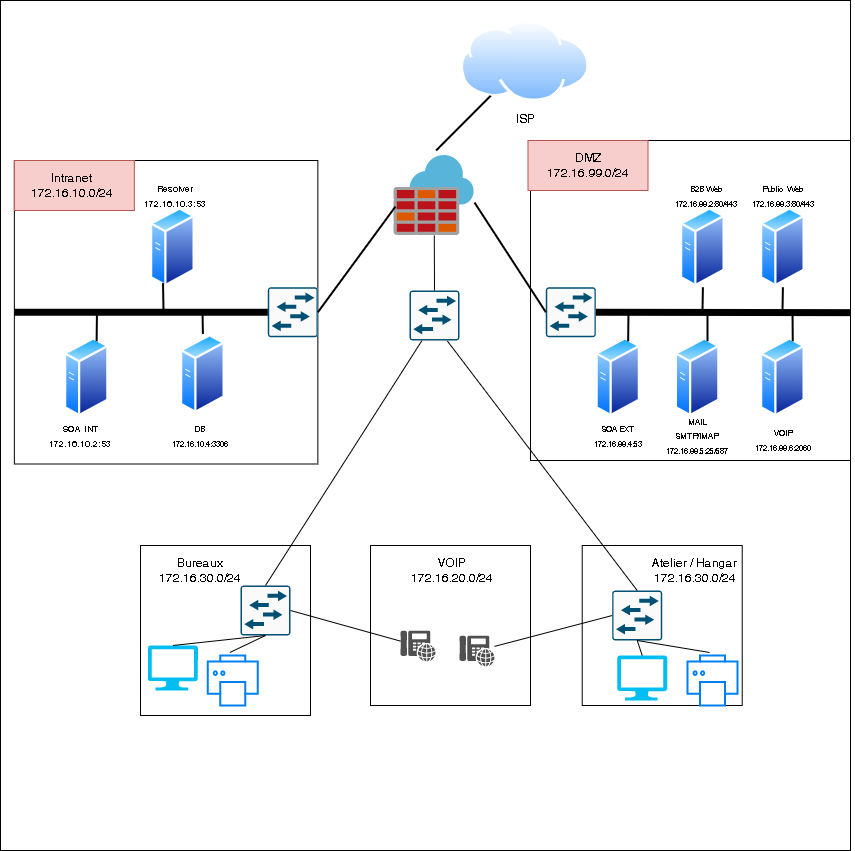 ISP
Intranet
172.16.10.0/24
Resolver
172.16.10.3:53
SOA INT
172.16.10.2:53
DB
172.16.10.4:3306
DMZ
172.16.99.0/24
B2B Web
172.16.99.2:80/443
Public Web
172.16.99.3:80/443
SOA EXT
172.16.99.4:53
MAIL
SMTP/IMAP
172.16.99.5:25/587
VOIP
172.16.99.6:2060
Bureaux
172.16.30.0/24
VOIP
172.16.20.0/24
Atelier / Hangar
172.16.30.0/24